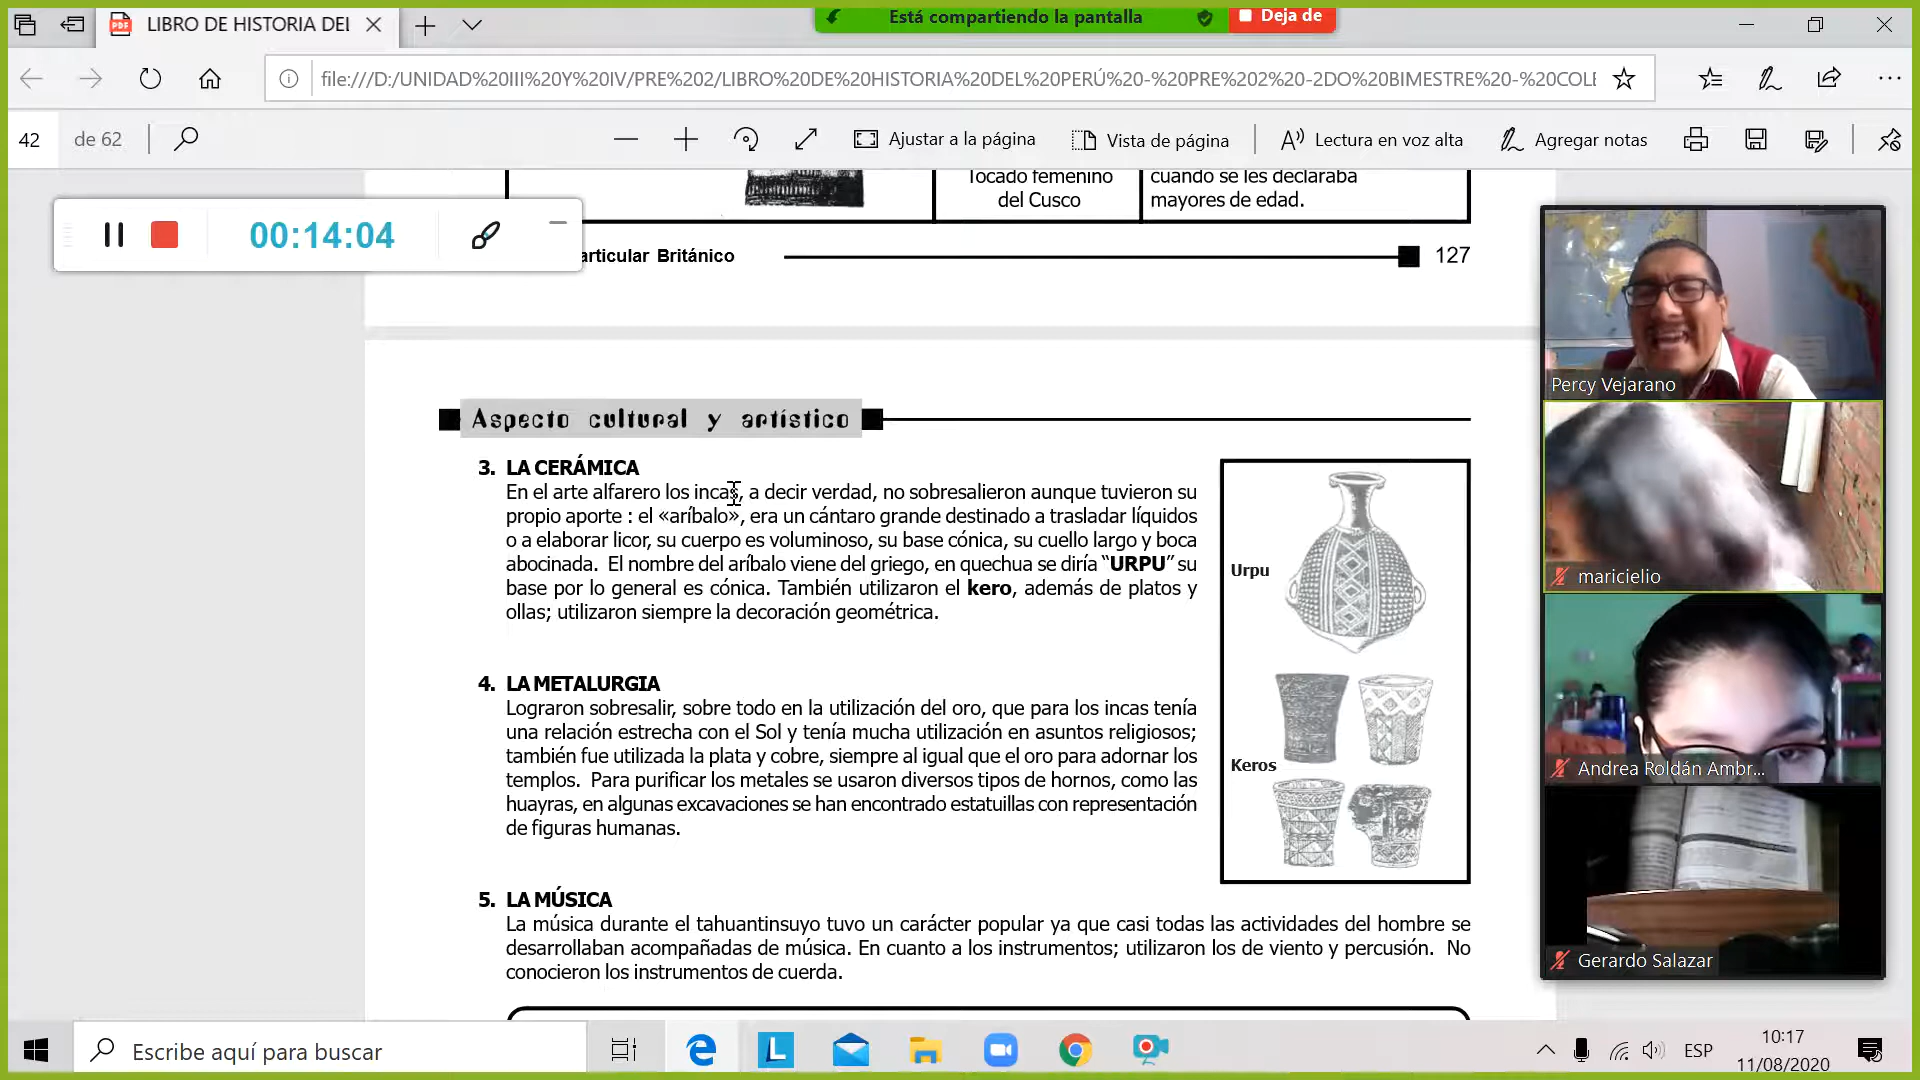 LIBRO DE HISTORIA DEL
Está compartiendo la pantalla
Deja de
file:///D:/UNIDAD%20III%20Y%20IV/PRE%202/LIBRO%20DE%20HISTORIA%20DEL%20PERÚ%20-%20PRE%202%20-2DO%20BIMESTRE%20-%20COLE
42 de 62
Ajustar a la página
Vista de página
Lectura en voz alta
Agregar notas
Tocado femenino
del Cusco
cuando se les declaraba
mayores de edad.
00:14:04
articular Británico
127
Aspecto cultural y artístico
3. LA CERÁMICA
En el arte alfarero los incas, a decir verdad, no sobresalieron aunque tuvieron su
propio aporte : el «aríbalo», era un cántaro grande destinado a trasladar líquidos
o a elaborar licor, su cuerpo es voluminoso, su base cónica, su cuello largo y boca
abocinada. El nombre del aríbalo viene del griego, en quechua se diría “URPU” su
base por lo general es cónica. También utilizaron el kero, además de platos y
ollas; utilizaron siempre la decoración geométrica.
Urpu
Keros
4. LA METALURGIA
Lograron sobresalir, sobre todo en la utilización del oro, que para los incas tenía
una relación estrecha con el Sol y tenía mucha utilización en asuntos religiosos;
también fue utilizada la plata y cobre, siempre al igual que el oro para adornar los
templos. Para purificar los metales se usaron diversos tipos de hornos, como las
huayras, en algunas excavaciones se han encontrado estatuillas con representación
de figuras humanas.
5. LA MÚSICA
La música durante el tahuantinsuyo tuvo un carácter popular ya que casi todas las actividades del hombre se
desarrollaban acompañadas de música. En cuanto a los instrumentos; utilizaron los de viento y percusión. No
conocieron los instrumentos de cuerda.
Percy Vejarano
maricielio
Andrea Roldán Ambr...
Gerardo Salazar
Escribe aquí para buscar
ESP
10:17
11/08/2020